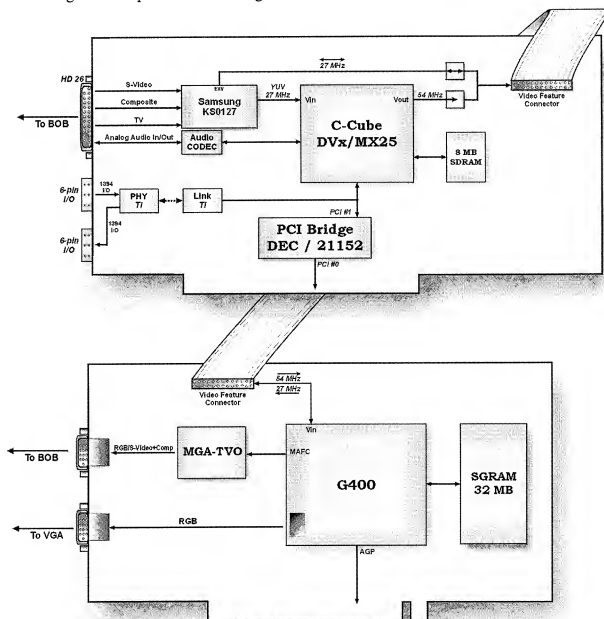 27 MHz
HD 26
S-Video
EXV
YUV
27 MHz
Vin
Vout
54 MHz
Video Feature
Connector
Composite
Samsung
KS0127
To BOB
TV
C-Cube
DVx/MX25
Analog Audio In/Out
Audio
CODEC
8 MB
SDRAM
6-pin
I/O
1394
I/O
PHY
TI
Link
TI
PCI #1
1394
I/O
6-pin
I/O
PCI Bridge
DEC / 21152
PCI #0
54 MHz
27 MHz
Video Feature
Connector
Vin
To BOB
RGB/S-Video+Comp
MGA-TVO
MAFC
G400
SGRAM
32 MB
To VGA
RGB
AGP